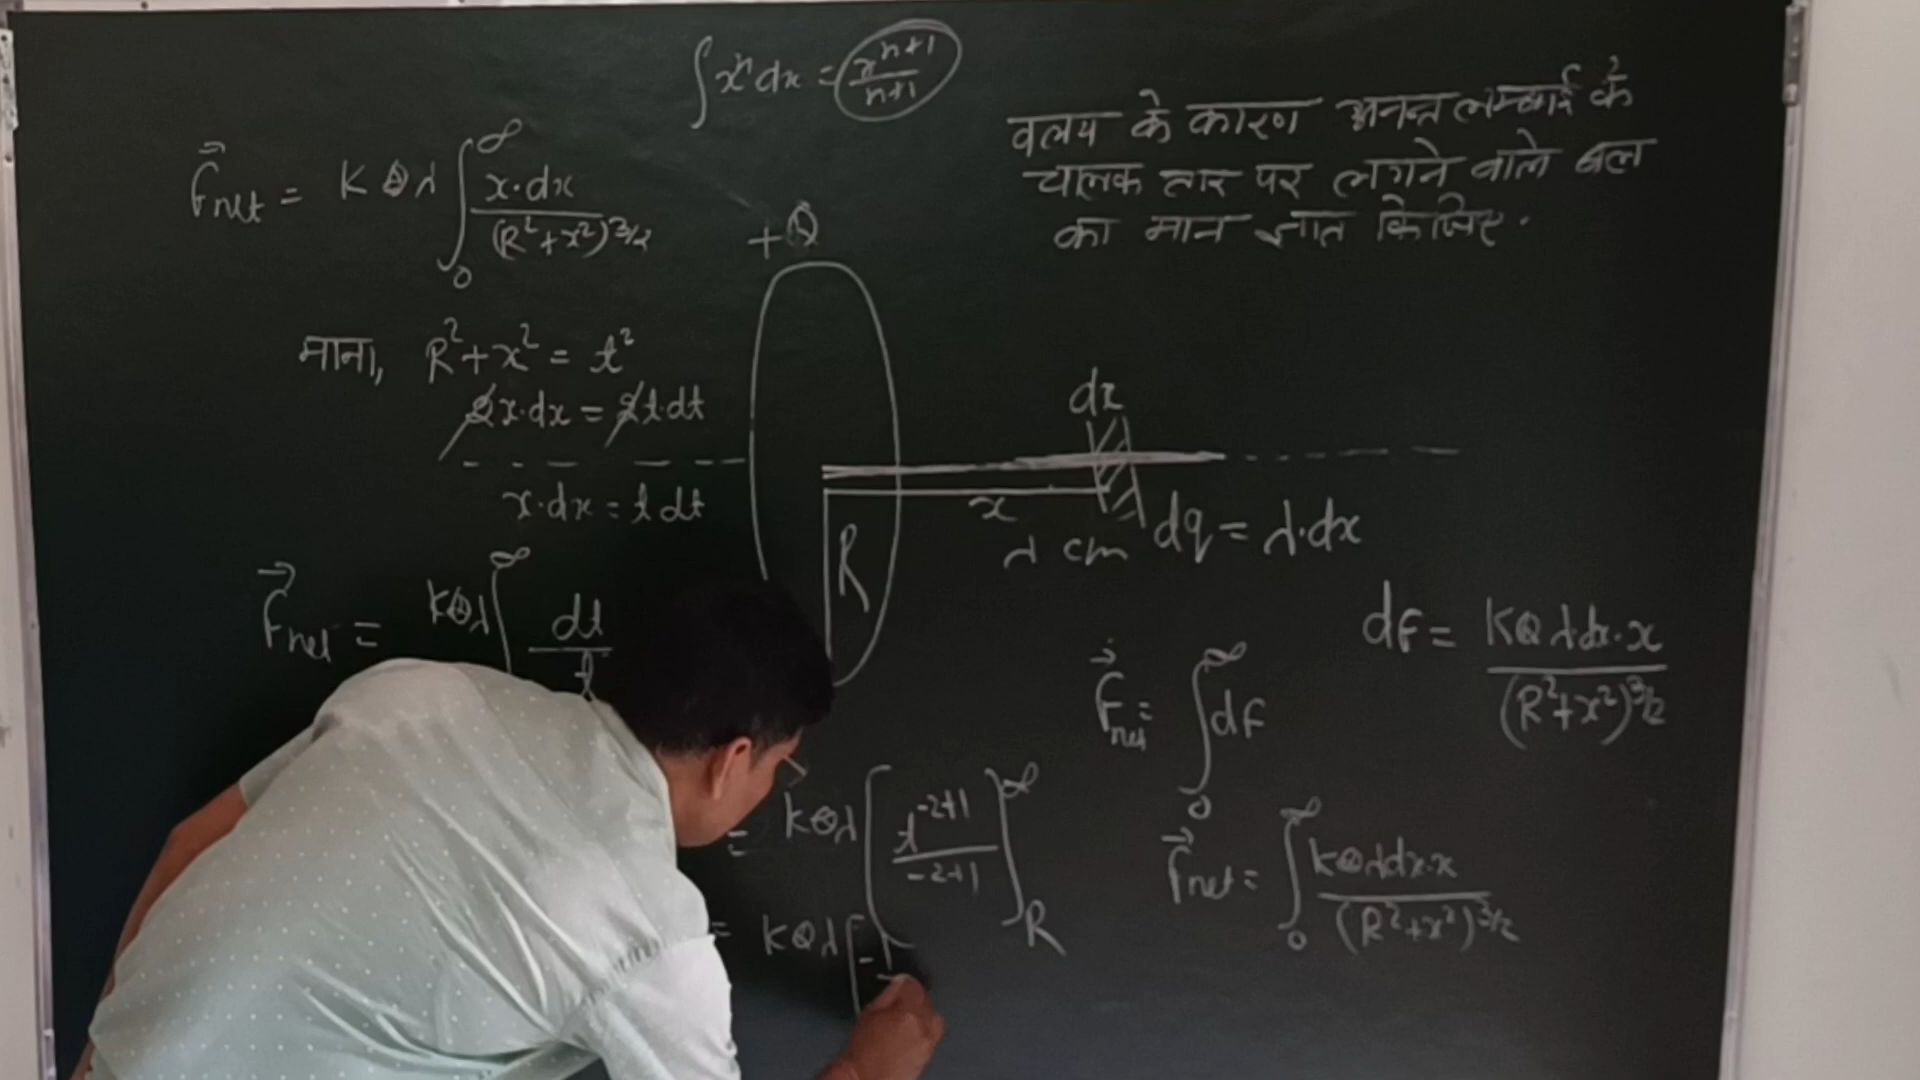 ∫xⁿdx = xⁿ⁺¹/n+1
F⃗net = KQλ ∫₀^∞ x·dx/(R²+x²)^3/2
माना, R²+x² = t²
2x·dx = 2t·dt
x·dx = t dt
F⃗net = KQλ ∫^∞ dt/t
= KQλ [t⁻²⁺¹/-2+1]_R^∞
= KQλ [-1
वलय के कारण अनन्त लम्बाई के
चालक तार पर लगने वाले बल
का मान ज्ञात किजिए.
+Q
dx
x
R
λ cm dq = λ·dx
dF = KQλdx·x/(R²+x²)^3/2
F⃗net = ∫₀^∞ dF
F⃗net = ∫₀^∞ KQλdx·x/(R²+x²)^3/2